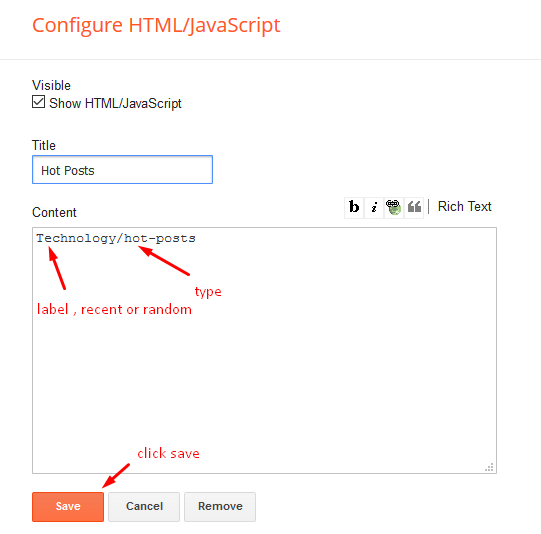 Configure HTML/JavaScript
Visible
Show HTML/JavaScript
Title
Hot Posts
Content
b i Rich Text
Technology/hot-posts
type
label , recent or random
click save
Save Cancel Remove